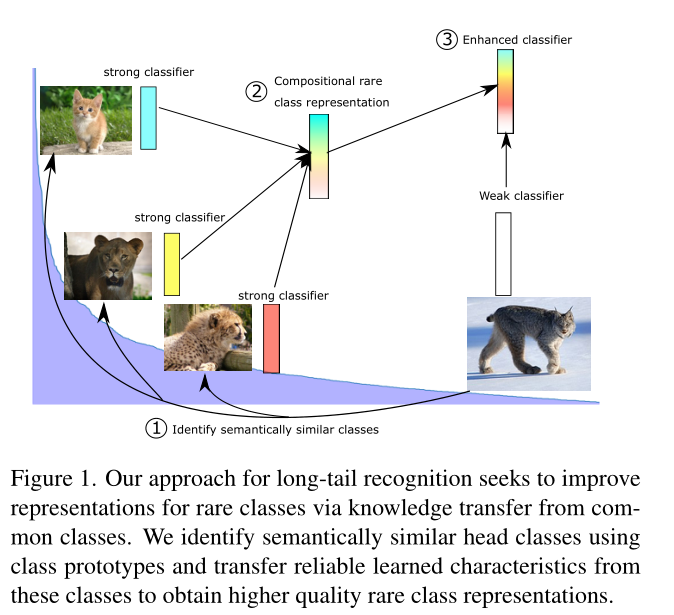 ③ Enhanced classifier
strong classifier
② Compositional rare
class representation
Weak classifier
strong classifier
strong classifier
① Identify semantically similar classes
Figure 1. Our approach for long-tail recognition seeks to improve
representations for rare classes via knowledge transfer from com-
mon classes. We identify semantically similar head classes using
class prototypes and transfer reliable learned characteristics from
these classes to obtain higher quality rare class representations.